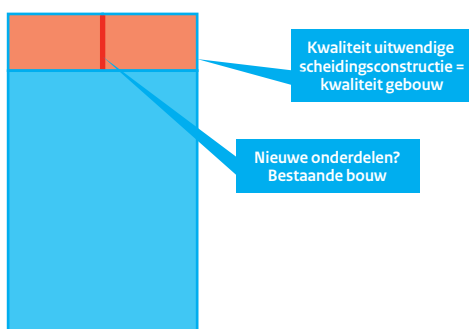 Kwaliteit uitwendige
scheidingsconstructie =
kwaliteit gebouw
Nieuwe onderdelen?
Bestaande bouw